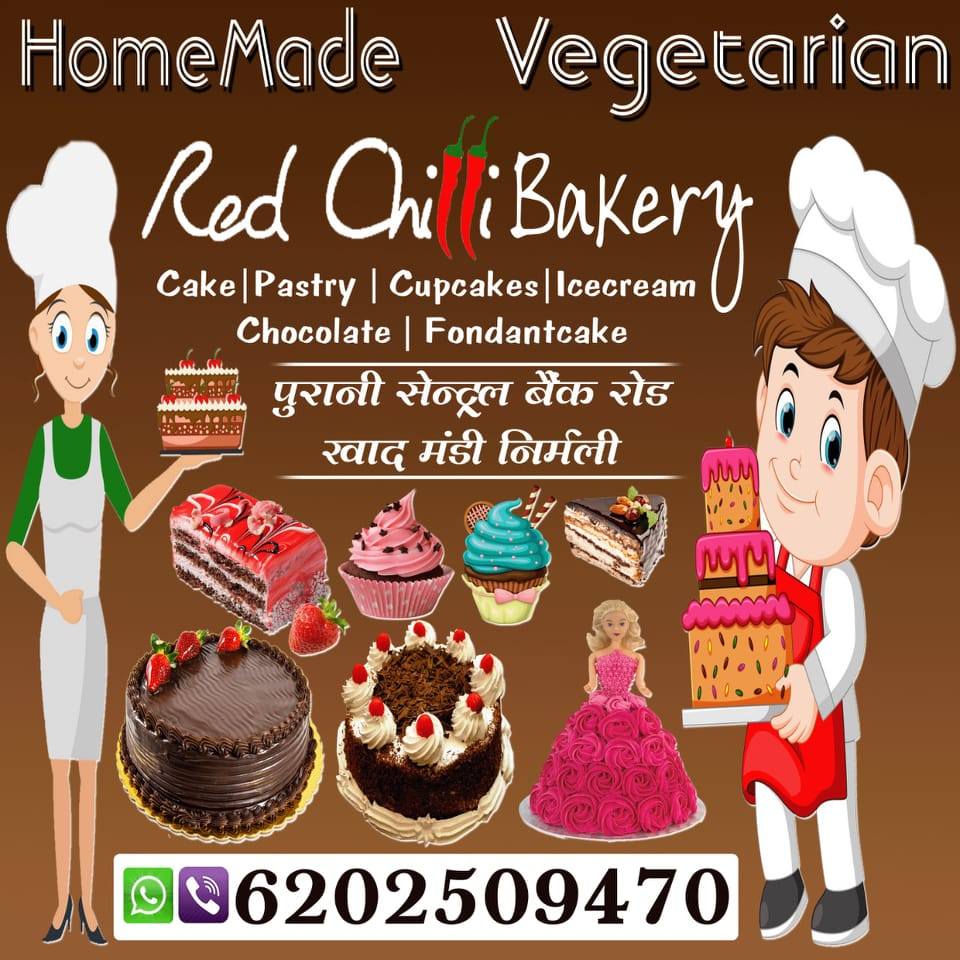 HomeMade Vegetarian
Red Chilli Bakery
Cake|Pastry | Cupcakes|Icecream
Chocolate | Fondantcake
पुरानी सेन्ट्रल बैंक रोड
खाद मंडी निर्मली
6202509470